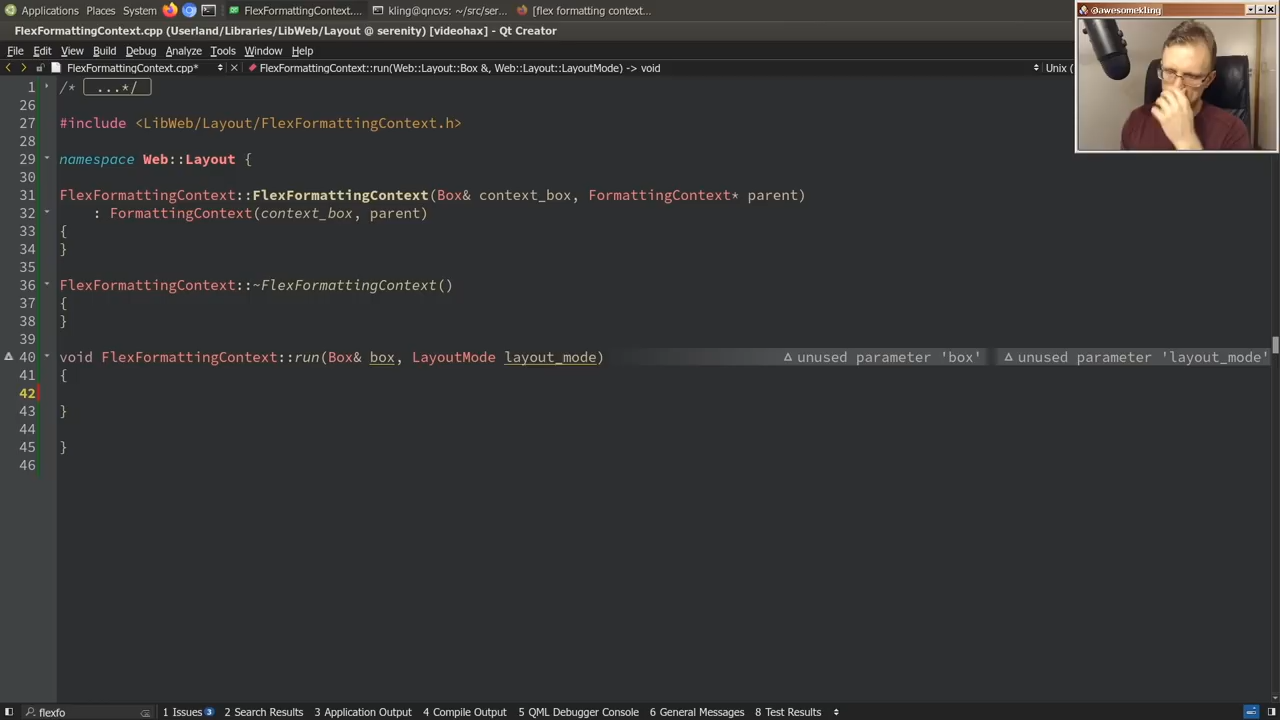 Applications Places System FlexFormattingContext.... kling@qncvs: ~/src/ser... [flex formatting context...
@awesomekling
FlexFormattingContext.cpp (Userland/Libraries/LibWeb/Layout @ serenity) [videohax] - Qt Creator
File Edit View Build Debug Analyze Tools Window Help
FlexFormattingContext.cpp* FlexFormattingContext::run(Web::Layout::Box &, Web::Layout::LayoutMode) -> void Unix (
1 /* ...*/
26
27 #include <LibWeb/Layout/FlexFormattingContext.h>
28
29 namespace Web::Layout {
30
31 FlexFormattingContext::FlexFormattingContext(Box& context_box, FormattingContext* parent)
32 : FormattingContext(context_box, parent)
33 {
34 }
35
36 FlexFormattingContext::~FlexFormattingContext()
37 {
38 }
39
40 void FlexFormattingContext::run(Box& box, LayoutMode layout_mode) unused parameter 'box' unused parameter 'layout_mode'
41 {
42
43 }
44
45 }
46
flexfo 1 Issues 3 2 Search Results 3 Application Output 4 Compile Output 5 QML Debugger Console 6 General Messages 8 Test Results